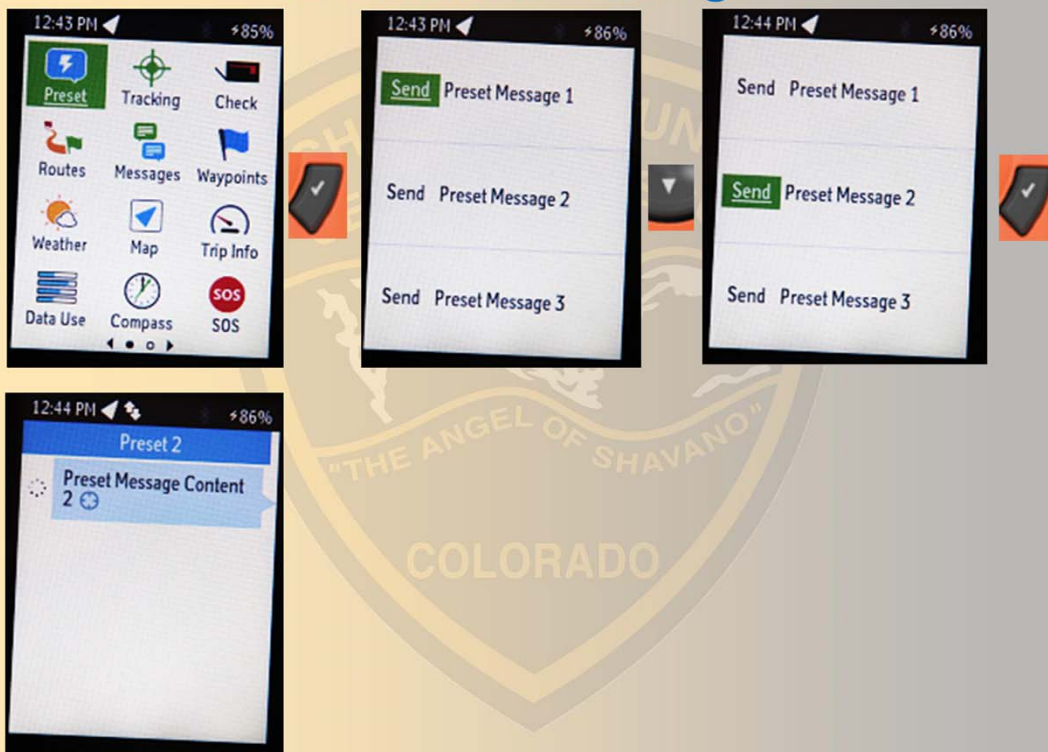 12:43 PM 85%
Preset Tracking Check
Routes Messages Waypoints
Weather Map Trip Info
SOS
Data Use Compass SOS
12:43 PM 86%
Send Preset Message 1
Send Preset Message 2
Send Preset Message 3
12:44 PM 86%
Send Preset Message 1
Send Preset Message 2
Send Preset Message 3
12:44 PM 86%
Preset 2
Preset Message Content
2
"THE ANGEL OF SHAVANO"
COLORADO